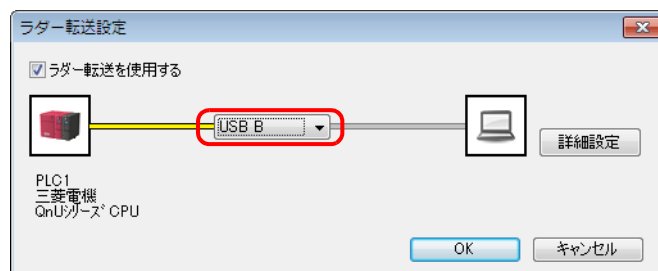 ラダー転送設定
ラダー転送を使用する
USB B
詳細設定
PLC1
三菱電機
QnUシリーズ CPU
OK
キャンセル